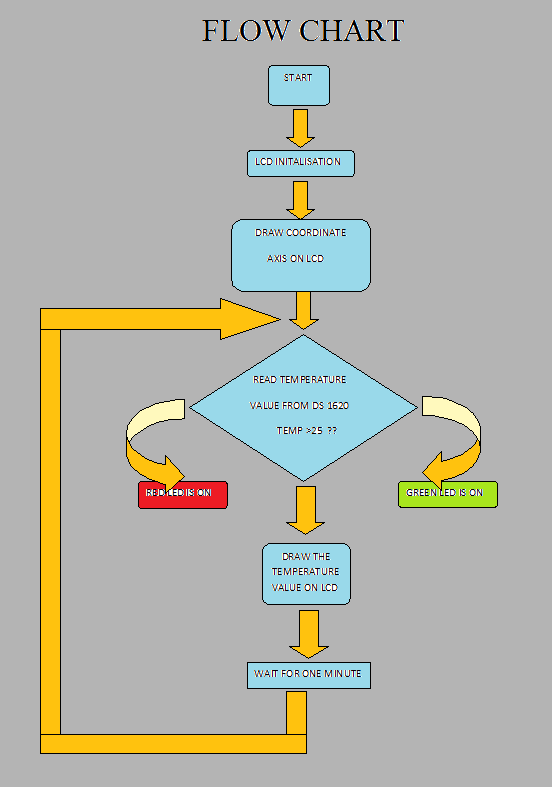 FLOW CHART
START
LCD INITALISATION
DRAW COORDINATE
AXIS ON LCD
READ TEMPERATURE
VALUE FROM DS 1620
TEMP >25 ??
RED LED IS ON
GREEN LED IS ON
DRAW THE
TEMPERATURE
VALUE ON LCD
WAIT FOR ONE MINUTE